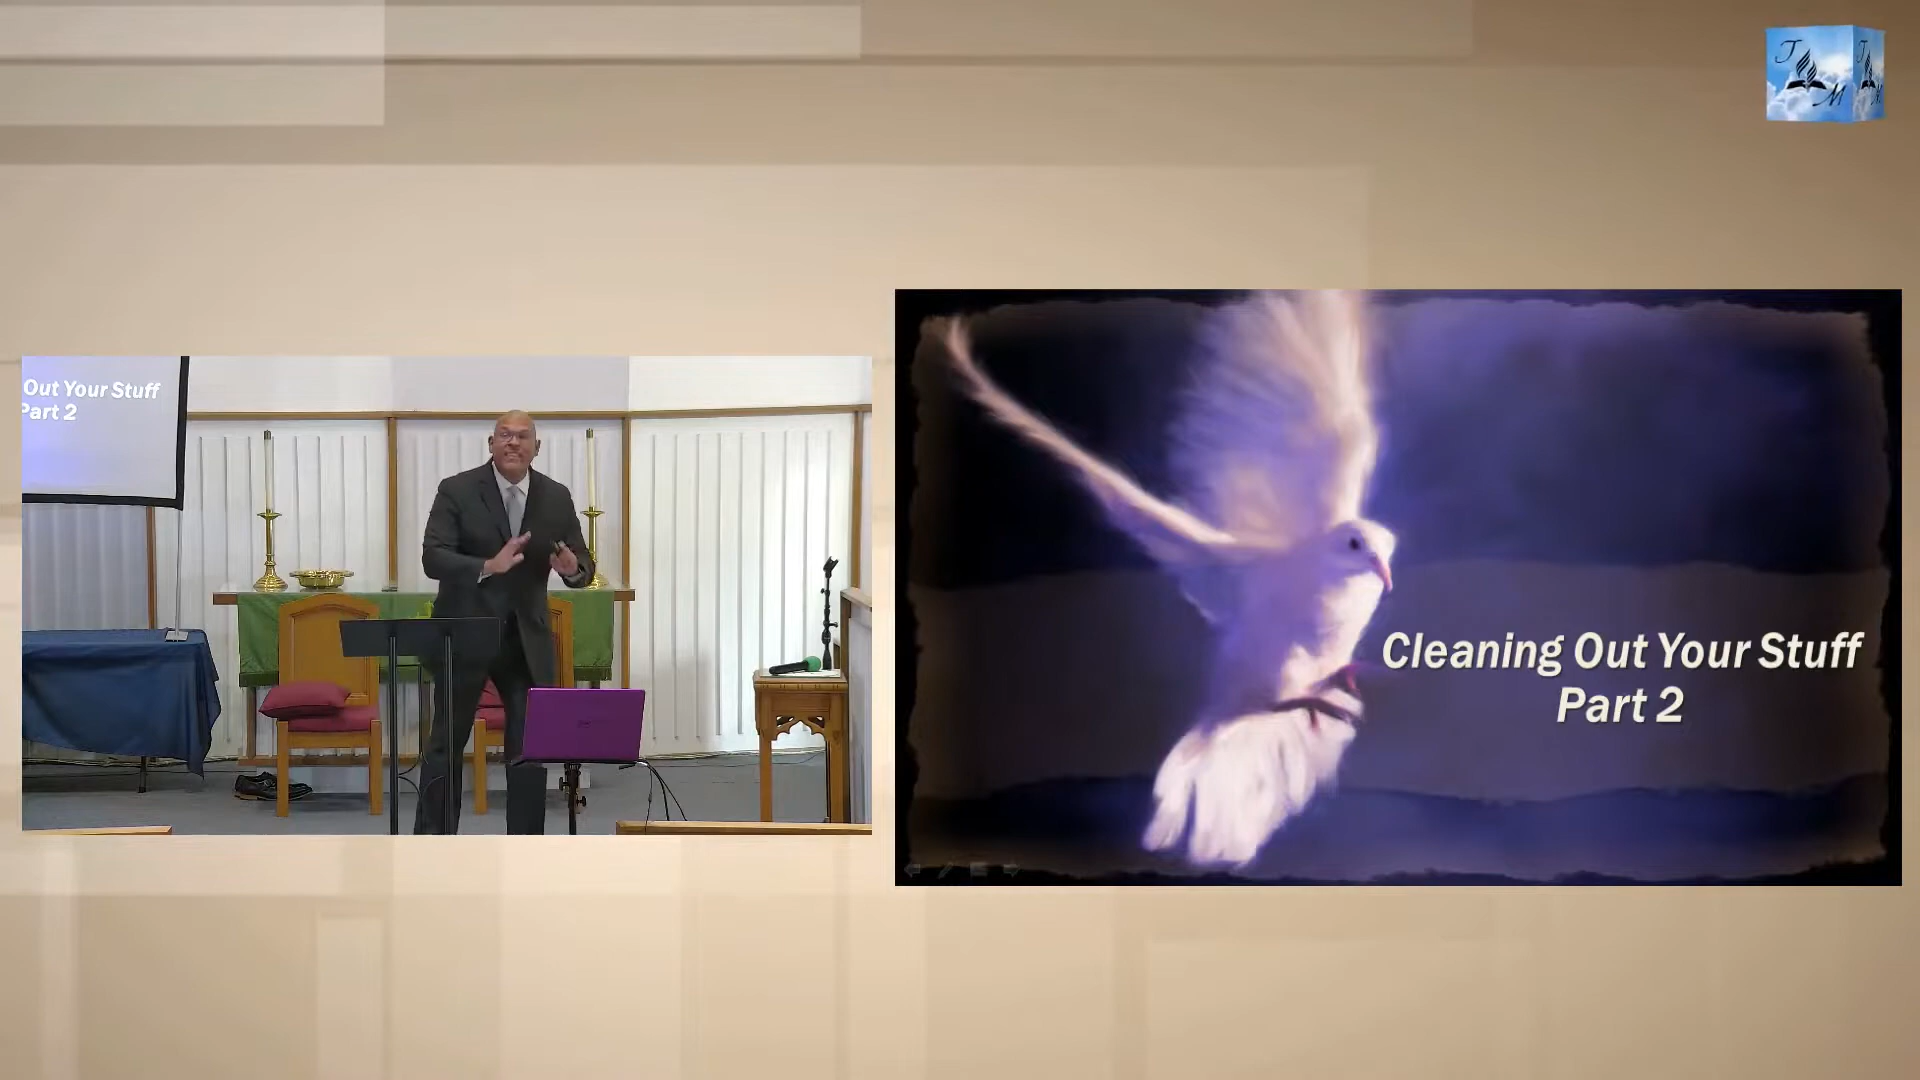 T
M
T
M
Out Your Stuff
Part 2
Cleaning Out Your Stuff
Part 2